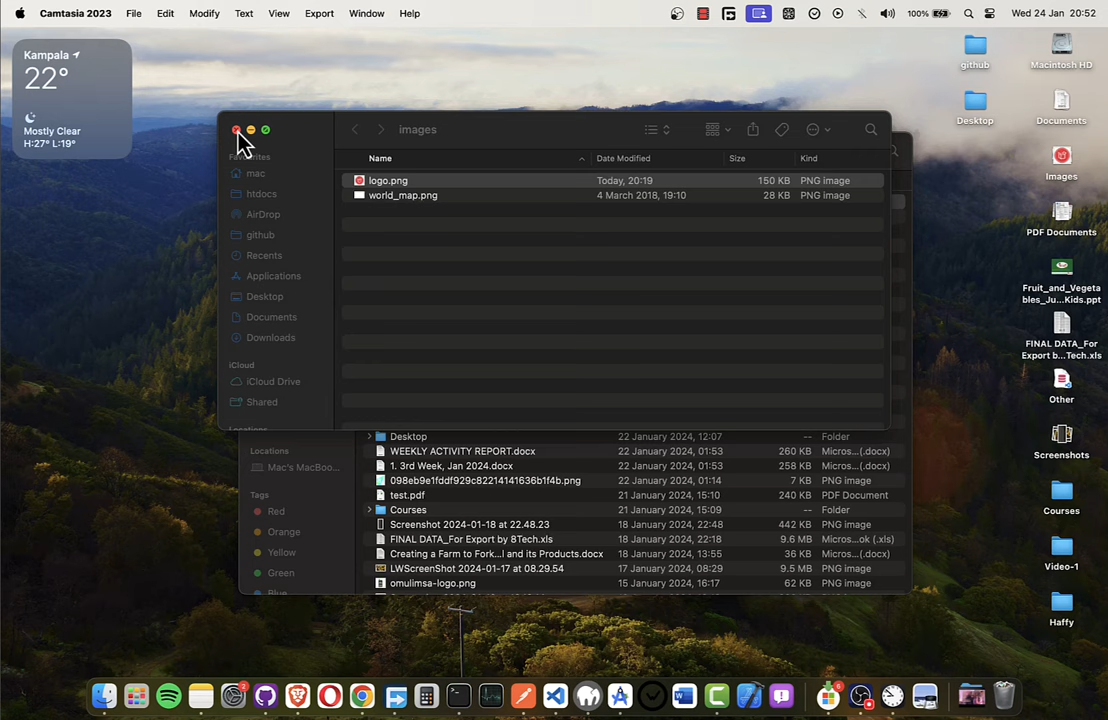 Camtasia 2023 File Edit Modify Text View Export Window Help 100% Wed 24 Jan 20:52
Kampala
22°
Mostly Clear
H:27° L:19°
images
Favourites
mac
htdocs
AirDrop
github
Recents
Applications
Desktop
Documents
Downloads
iCloud
iCloud Drive
Shared
Locations
Name Date Modified Size Kind
logo.png Today, 20:19 150 KB PNG image
world_map.png 4 March 2018, 19:10 28 KB PNG image
Locations
Mac's MacBoo...
Tags
Red
Orange
Yellow
Green
Blue
Desktop 22 January 2024, 12:07 -- Folder
WEEKLY ACTIVITY REPORT.docx 22 January 2024, 01:53 260 KB Micros...(.docx)
1. 3rd Week, Jan 2024.docx 22 January 2024, 01:53 258 KB Micros...(.docx)
098eb9e1fddf929c82214141636b1f4b.png 22 January 2024, 01:14 7 KB PNG image
test.pdf 21 January 2024, 15:10 240 KB PDF Document
Courses 21 January 2024, 15:09 -- Folder
Screenshot 2024-01-18 at 22.48.23 18 January 2024, 22:48 442 KB PNG image
FINAL DATA_For Export by 8Tech.xls 18 January 2024, 22:48 9.6 MB Micros...ok (.xls)
Creating a Farm to Fork...l and its Products.docx 18 January 2024, 13:55 36 KB Micros...(.docx)
LWScreenShot 2024-01-17 at 08.29.54 17 January 2024, 08:29 9.5 MB PNG image
omulimsa-logo.png 15 January 2024, 16:17 62 KB PNG image
github
Desktop
Macintosh HD
Documents
Images
PDF Documents
Fruit_and_Vegeta
bles_Ju...Kids.ppt
FINAL DATA_For
Export b...Tech.xls
Other
Screenshots
Courses
Video-1
Haffy
2
6